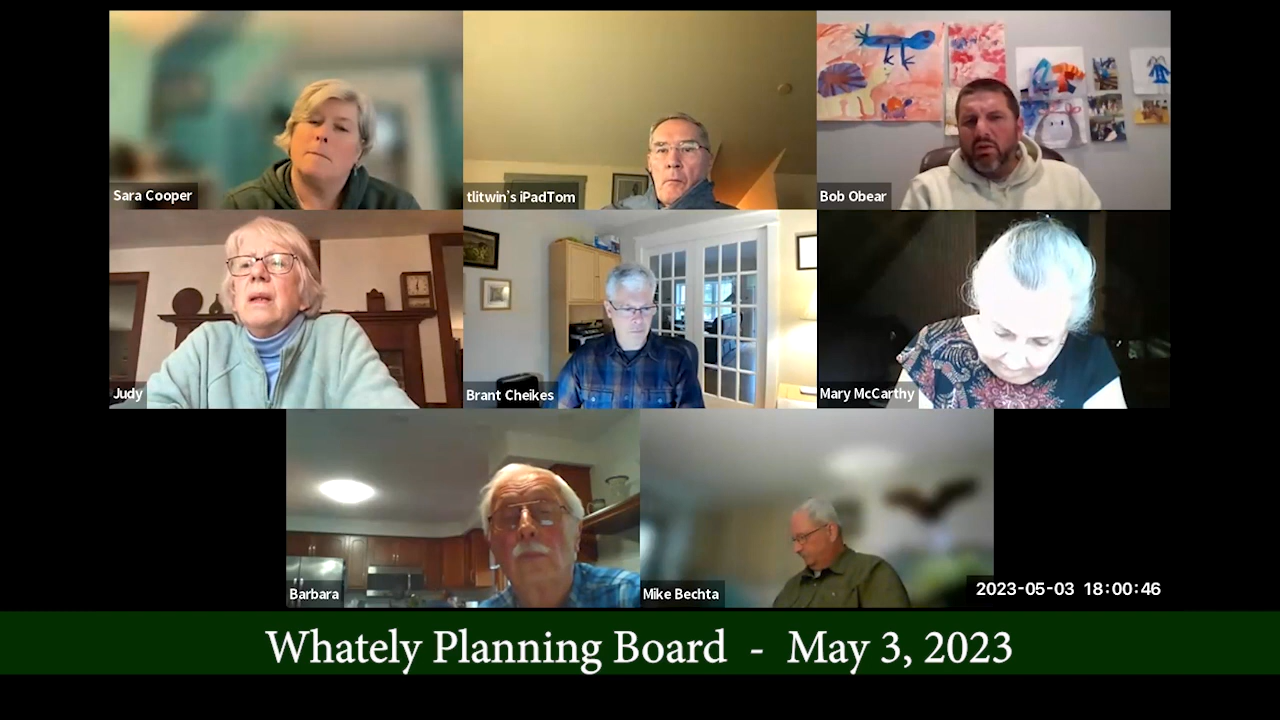 Sara Cooper
tlitwin's iPadTom
Bob Obear
Judy
Brant Cheikes
Mary McCarthy
Barbara
Mike Bechta
2023-05-03 18:00:46
Whately Planning Board - May 3, 2023